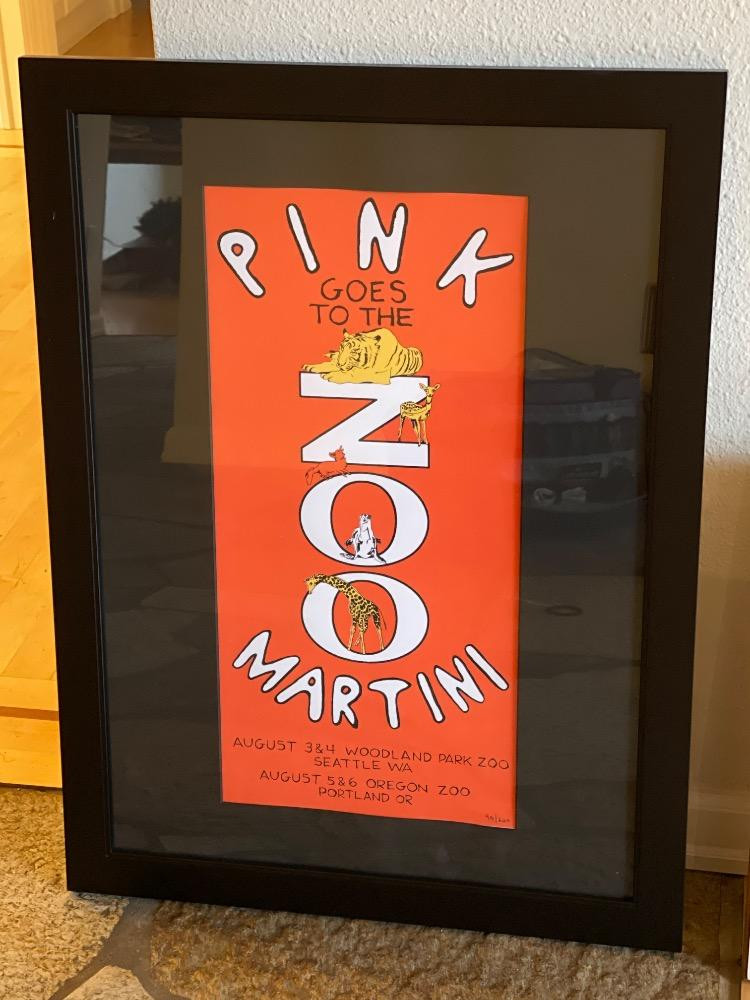 PINK
GOES
TO THE
ZOO
MARTINI
AUGUST 3&4 WOODLAND PARK ZOO
SEATTLE WA
AUGUST 5&6 OREGON ZOO
PORTLAND OR